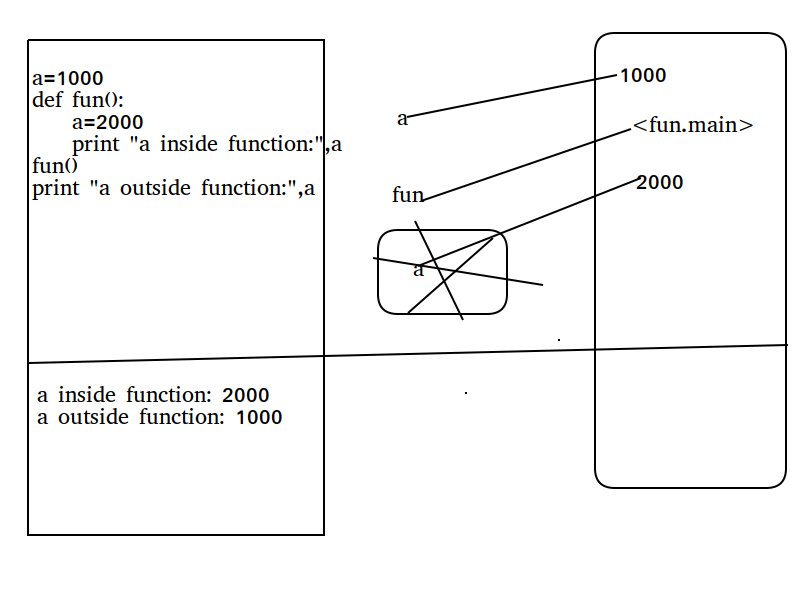 a=1000
def fun():
    a=2000
    print "a inside function:",a
fun()
print "a outside function:",a
a
fun
a
1000
<fun.main>
2000
a inside function: 2000
a outside function: 1000